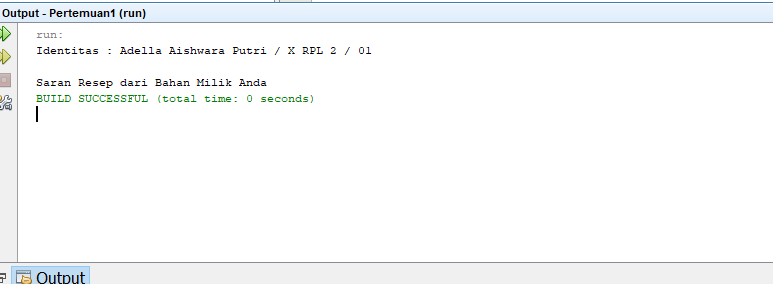 Output - Pertemuan1 (run)
run:
Identitas : Adella Aishwara Putri / X RPL 2 / 01
Saran Resep dari Bahan Milik Anda
BUILD SUCCESSFUL (total time: 0 seconds)
Output